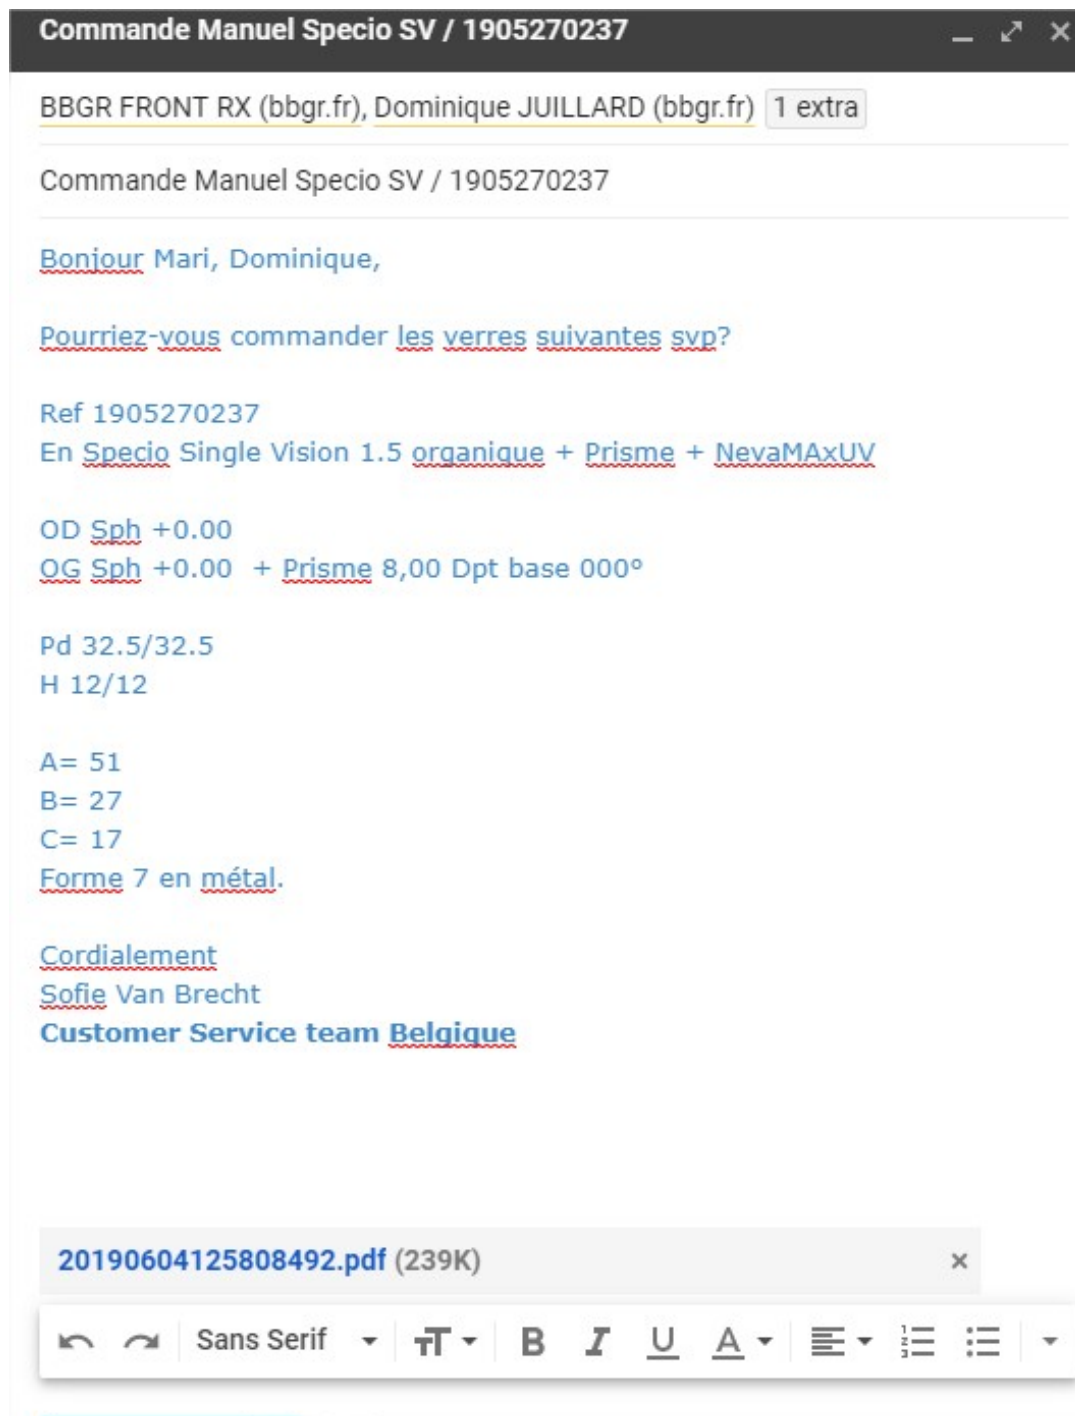 Commande Manuel Specio SV / 1905270237
BBGR FRONT RX (bbgr.fr), Dominique JUILLARD (bbgr.fr) 1 extra
Commande Manuel Specio SV / 1905270237
Bonjour Mari, Dominique,
Pourriez-vous commander les verres suivantes svp?
Ref 1905270237
En Specio Single Vision 1.5 organique + Prisme + NevaMAxUV
OD Sph +0.00
OG Sph +0.00 + Prisme 8,00 Dpt base 000°
Pd 32.5/32.5
H 12/12
A= 51
B= 27
C= 17
Forme 7 en métal.
Cordialement
Sofie Van Brecht
Customer Service team Belgique
20190604125808492.pdf (239K)
Sans Serif